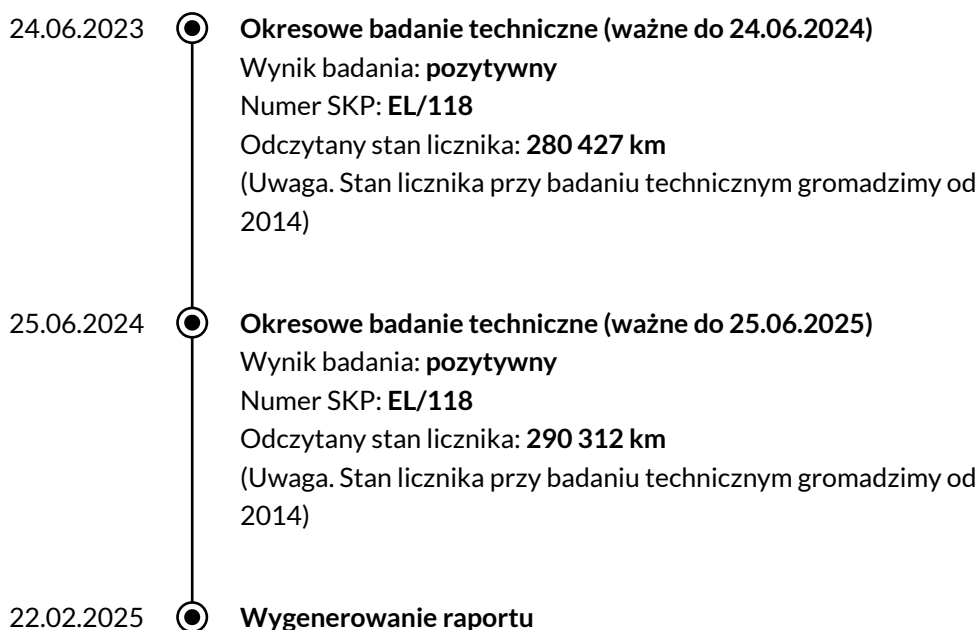 24.06.2023 Okresowe badanie techniczne (ważne do 24.06.2024)
Wynik badania: pozytywny
Numer SKP: EL/118
Odczytany stan licznika: 280 427 km
(Uwaga. Stan licznika przy badaniu technicznym gromadzimy od
2014)
25.06.2024 Okresowe badanie techniczne (ważne do 25.06.2025)
Wynik badania: pozytywny
Numer SKP: EL/118
Odczytany stan licznika: 290 312 km
(Uwaga. Stan licznika przy badaniu technicznym gromadzimy od
2014)
22.02.2025 Wygenerowanie raportu